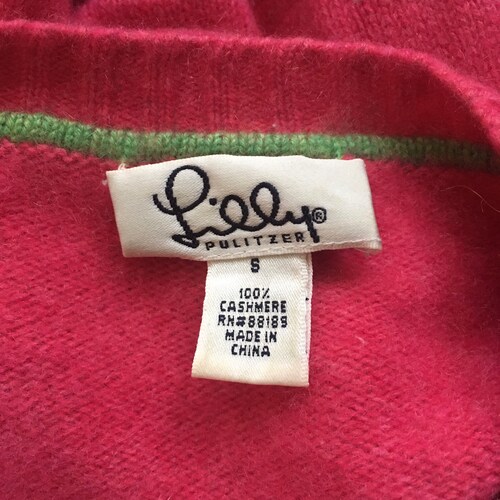 Lilly®
PULITZER
S
100%
CASHMERE
RN#88189
MADE IN
CHINA